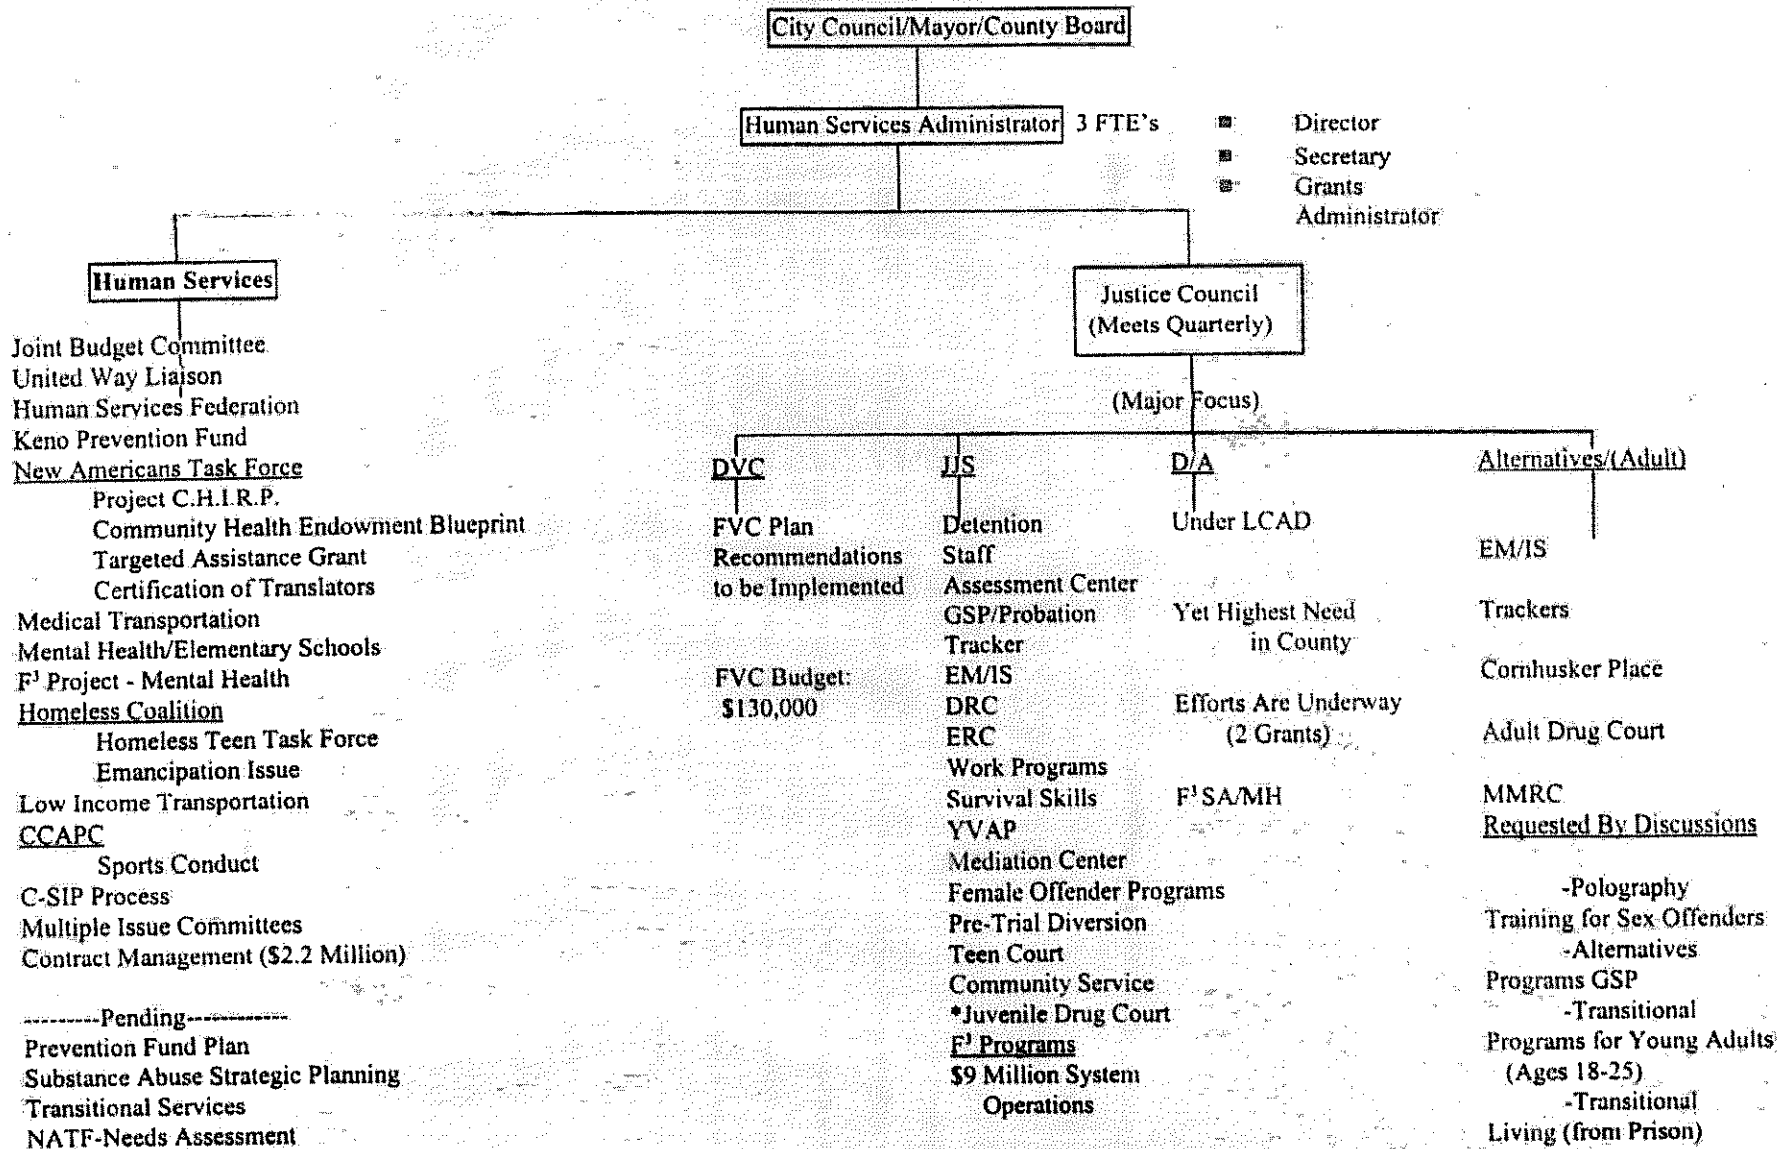 City Council/Mayor/County Board
Human Services Administrator 3 FTE's
■ Director
■ Secretary
■ Grants
Administrator
Human Services
Joint Budget Committee
United Way Liaison
Human Services Federation
Keno Prevention Fund
New Americans Task Force
Project C.H.I.R.P.
Community Health Endowment Blueprint
Targeted Assistance Grant
Certification of Translators
Medical Transportation
Mental Health/Elementary Schools
F³ Project - Mental Health
Homeless Coalition
Homeless Teen Task Force
Emancipation Issue
Low Income Transportation
CCAPC
Sports Conduct
C-SIP Process
Multiple Issue Committees
Contract Management ($2.2 Million)
---------Pending------------
Prevention Fund Plan
Substance Abuse Strategic Planning
Transitional Services
NATF-Needs Assessment
Justice Council
(Meets Quarterly)
(Major Focus)
DVC
FVC Plan
Recommendations
to be Implemented
FVC Budget:
$130,000
JJS
Detention
Staff
Assessment Center
GSP/Probation
Tracker
EM/IS
DRC
ERC
Work Programs
Survival Skills
YVAP
Mediation Center
Female Offender Programs
Pre-Trial Diversion
Teen Court
Community Service
*Juvenile Drug Court
F³ Programs
$9 Million System
Operations
D/A
Under LCAD
Yet Highest Need
in County
Efforts Are Underway
(2 Grants)
F³ SA/MH
Alternatives/(Adult)
EM/IS
Trackers
Cornhusker Place
Adult Drug Court
MMRC
Requested By Discussions
-Polography
Training for Sex Offenders
-Alternatives
Programs GSP
-Transitional
Programs for Young Adults
(Ages 18-25)
-Transitional
Living (from Prison)